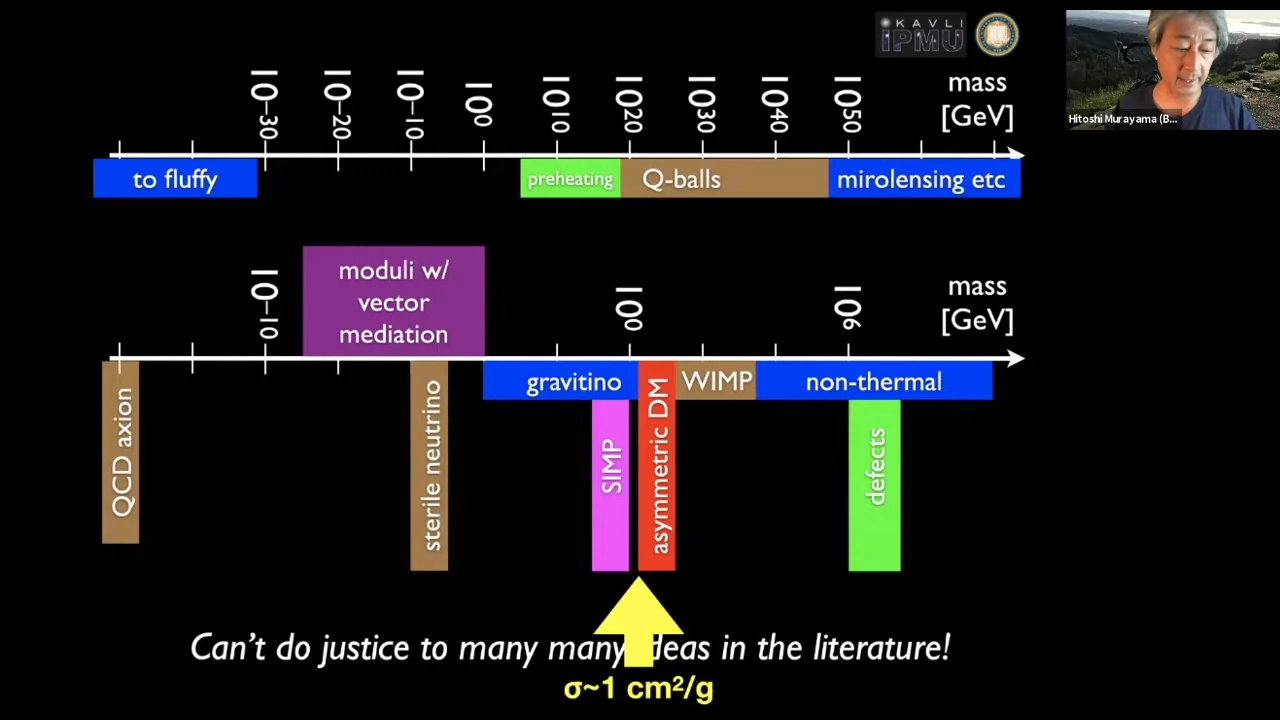 KAVLI
IPMU
Hitoshi Murayama (B...
10-30
10-20
10-10
100
1010
1020
1030
1040
1050
mass
[GeV]
to fluffy
preheating
Q-balls
mirolensing etc
moduli w/
vector
mediation
10-10
100
106
mass
[GeV]
gravitino
WIMP
non-thermal
QCD axion
sterile neutrino
SIMP
asymmetric DM
defects
Can't do justice to many many deas in the literature!
σ~1 cm²/g